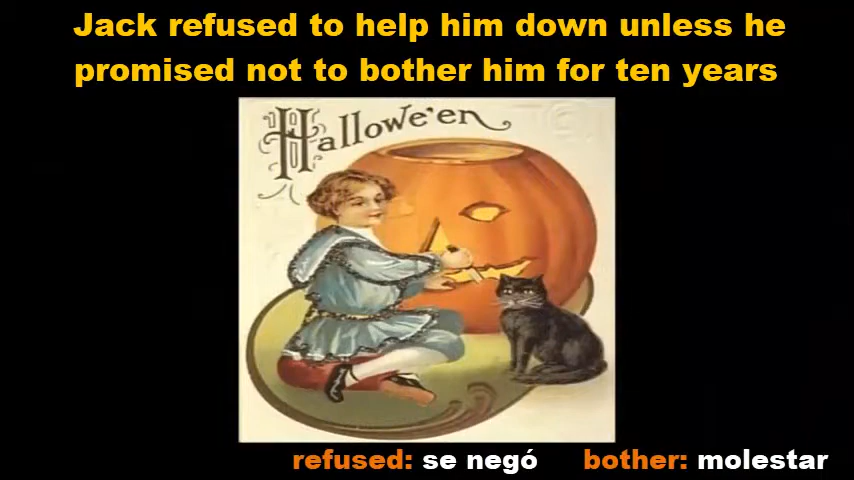 Jack refused to help him down unless he
promised not to bother him for ten years
Hallowe'en
refused: se negó bother: molestar